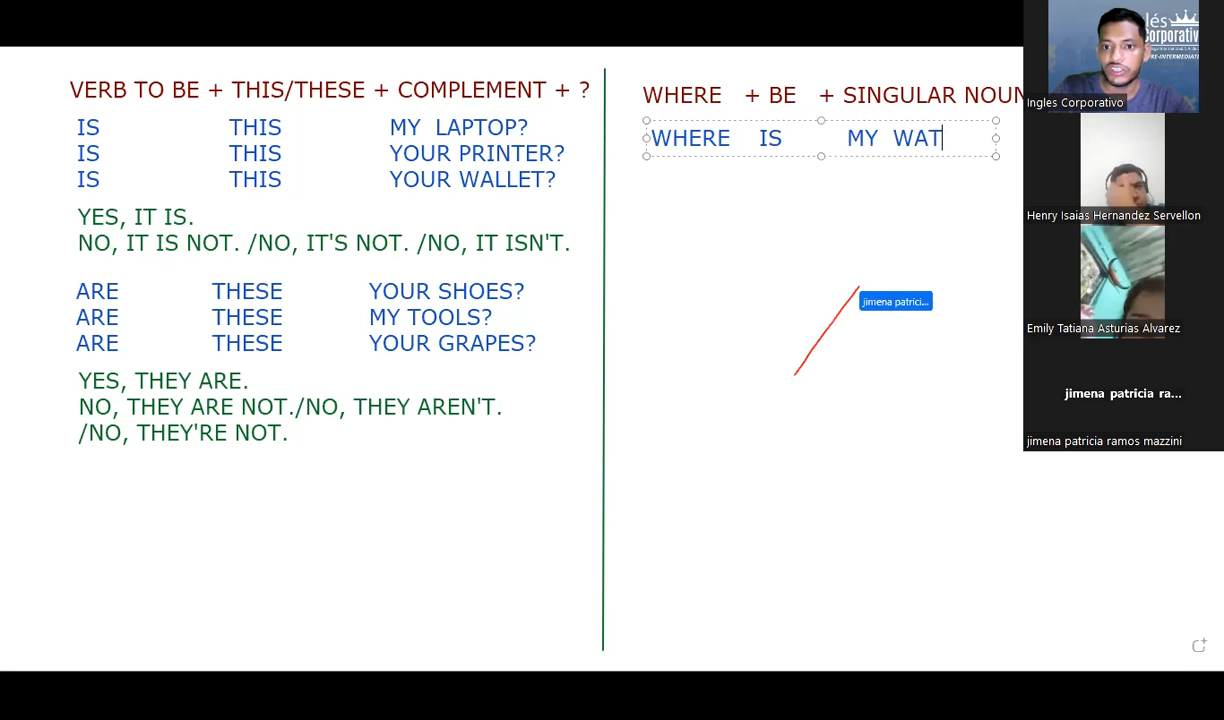 VERB TO BE + THIS/THESE + COMPLEMENT + ?
IS THIS MY LAPTOP?
IS THIS YOUR PRINTER?
IS THIS YOUR WALLET?
YES, IT IS.
NO, IT IS NOT. /NO, IT'S NOT. /NO, IT ISN'T.
ARE THESE YOUR SHOES?
ARE THESE MY TOOLS?
ARE THESE YOUR GRAPES?
YES, THEY ARE.
NO, THEY ARE NOT./NO, THEY AREN'T.
/NO, THEY'RE NOT.
WHERE + BE + SINGULAR NOUN
WHERE IS MY WAT
jimena patrici...
lés
corporativ
RE-INTERMEDIATE
Ingles Corporativo
Henry Isaias Hernandez Servellon
Emily Tatiana Asturias Alvarez
jimena patricia ra...
jimena patricia ramos mazzini